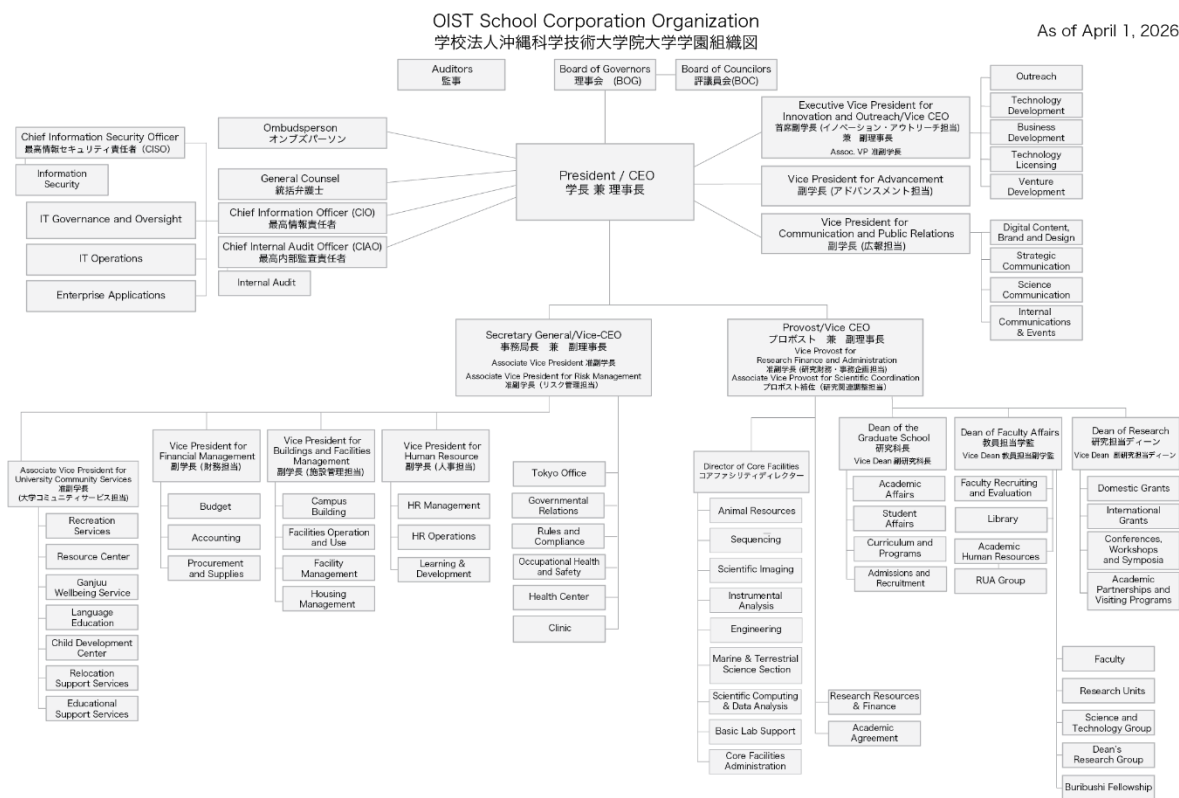 OIST School Corporation Organization
学校法人沖縄科学技術大学院大学学園組織図
As of April 1, 2026
Auditors
監事
Board of Governors
理事会 (BOG)
Board of Councilors
評議員会(BOC)
Ombudsperson
オンブズパーソン
General Counsel
統括弁護士
Chief Information Officer (CIO)
最高情報責任者
Chief Internal Audit Officer (CIAO)
最高内部監査責任者
Internal Audit
Chief Information Security Officer
最高情報セキュリティ責任者 (CISO)
Information
Security
IT Governance and Oversight
IT Operations
Enterprise Applications
President / CEO
学長 兼 理事長
Executive Vice President for
Innovation and Outreach/Vice CEO
首席副学長 (イノベーション・アウトリーチ担当)
兼 副理事長
Assoc. VP 准副学長
Outreach
Technology
Development
Business
Development
Technology
Licensing
Venture
Development
Vice President for Advancement
副学長 (アドバンスメント担当)
Vice President for
Communication and Public Relations
副学長 (広報担当)
Digital Content,
Brand and Design
Strategic
Communication
Science
Communication
Internal
Communications
& Events
Secretary General/Vice-CEO
事務局長 兼 副理事長
Associate Vice President 准副学長
Associate Vice President for Risk Management
准副学長 (リスク管理担当)
Provost/Vice CEO
プロボスト 兼 副理事長
Vice Provost for
Research Finance and Administration
准副学長 (研究財務・事務企画担当)
Associate Vice Provost for Scientific Coordination
プロボスト補佐 (研究関連調整担当)
Associate Vice President for
University Community Services
准副学長
(大学コミュニティサービス担当)
Recreation
Services
Resource Center
Ganjuu
Wellbeing Service
Language
Education
Child Development
Center
Relocation
Support Services
Educational
Support Services
Vice President for
Financial Management
副学長 (財務担当)
Budget
Accounting
Procurement
and Supplies
Vice President for
Buildings and Facilities
Management
副学長 (施設管理担当)
Campus
Building
Facilities Operation
and Use
Facility
Management
Housing
Management
Vice President for
Human Resource
副学長 (人事担当)
HR Management
HR Operations
Learning &
Development
Tokyo Office
Governmental
Relations
Rules and
Compliance
Occupational Health
and Safety
Health Center
Clinic
Director of Core Facilities
コアファシリティディレクター
Animal Resources
Sequencing
Scientific Imaging
Instrumental
Analysis
Engineering
Marine & Terrestrial
Science Section
Scientific Computing
& Data Analysis
Basic Lab Support
Core Facilities
Administration
Research Resources
& Finance
Academic
Agreement
Dean of the
Graduate School
研究科長
Vice Dean 副研究科長
Academic
Affairs
Student
Affairs
Curriculum and
Programs
Admissions and
Recruitment
Dean of Faculty Affairs
教員担当学監
Vice Dean 教員担当副学監
Faculty Recruiting
and Evaluation
Library
Academic
Human Resources
RUA Group
Dean of Research
研究担当ディーン
Vice Dean 副研究担当ディーン
Domestic Grants
International
Grants
Conferences,
Workshops
and Symposia
Academic
Partnerships and
Visiting Programs
Faculty
Research Units
Science and
Technology Group
Dean's
Research Group
Buribushi Fellowship